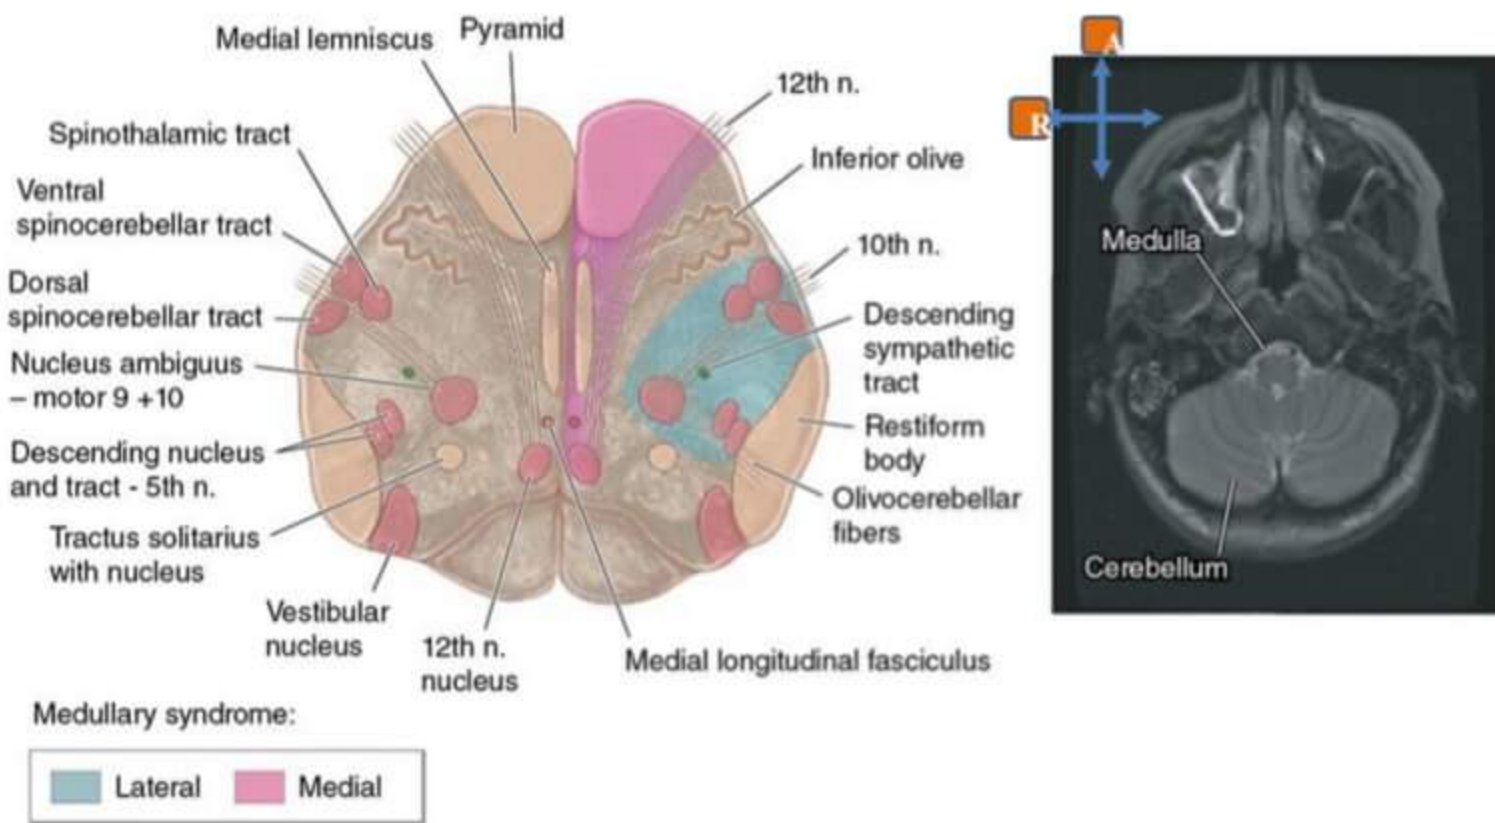 Medial lemniscus
Pyramid
12th n.
Spinothalamic tract
Inferior olive
Ventral
spinocerebellar tract
10th n.
Dorsal
spinocerebellar tract
Descending
sympathetic
tract
Nucleus ambiguus
– motor 9 +10
Restiform
body
Descending nucleus
and tract - 5th n.
Olivocerebellar
fibers
Tractus solitarius
with nucleus
Vestibular
nucleus
12th n.
nucleus
Medial longitudinal fasciculus
Medullary syndrome:
Lateral
Medial
A
R
Medulla
Cerebellum